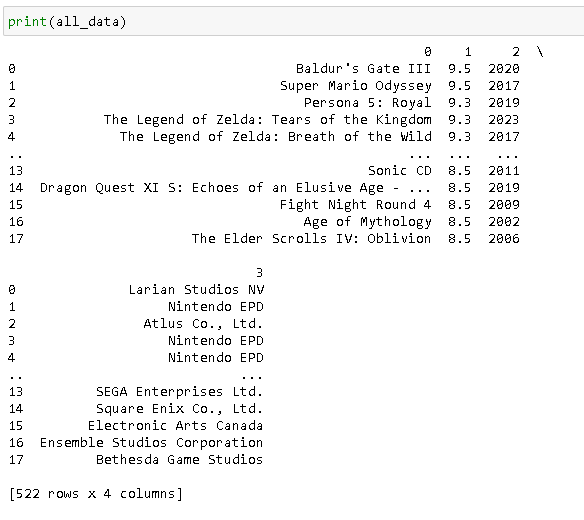 print(all_data)
0 1 2 \
0 Baldur's Gate III 9.5 2020
1 Super Mario Odyssey 9.5 2017
2 Persona 5: Royal 9.3 2019
3 The Legend of Zelda: Tears of the Kingdom 9.3 2023
4 The Legend of Zelda: Breath of the Wild 9.3 2017
.. ... ... ...
13 Sonic CD 8.5 2011
14 Dragon Quest XI S: Echoes of an Elusive Age - ... 8.5 2019
15 Fight Night Round 4 8.5 2009
16 Age of Mythology 8.5 2002
17 The Elder Scrolls IV: Oblivion 8.5 2006
3
0 Larian Studios NV
1 Nintendo EPD
2 Atlus Co., Ltd.
3 Nintendo EPD
4 Nintendo EPD
.. ...
13 SEGA Enterprises Ltd.
14 Square Enix Co., Ltd.
15 Electronic Arts Canada
16 Ensemble Studios Corporation
17 Bethesda Game Studios
[522 rows x 4 columns]